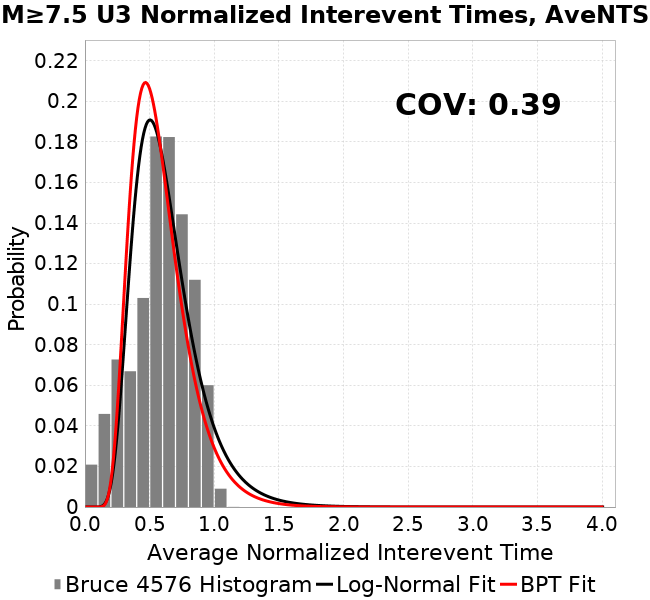 M≥7.5 U3 Normalized Interevent Times, AveNTS
COV: 0.39
0.22
0.2
0.18
0.16
0.14
0.12
0.1
0.08
0.06
0.04
0.02
0
Probability
0.0 0.5 1.0 1.5 2.0 2.5 3.0 3.5 4.0
Average Normalized Interevent Time
Bruce 4576 Histogram Log-Normal Fit BPT Fit